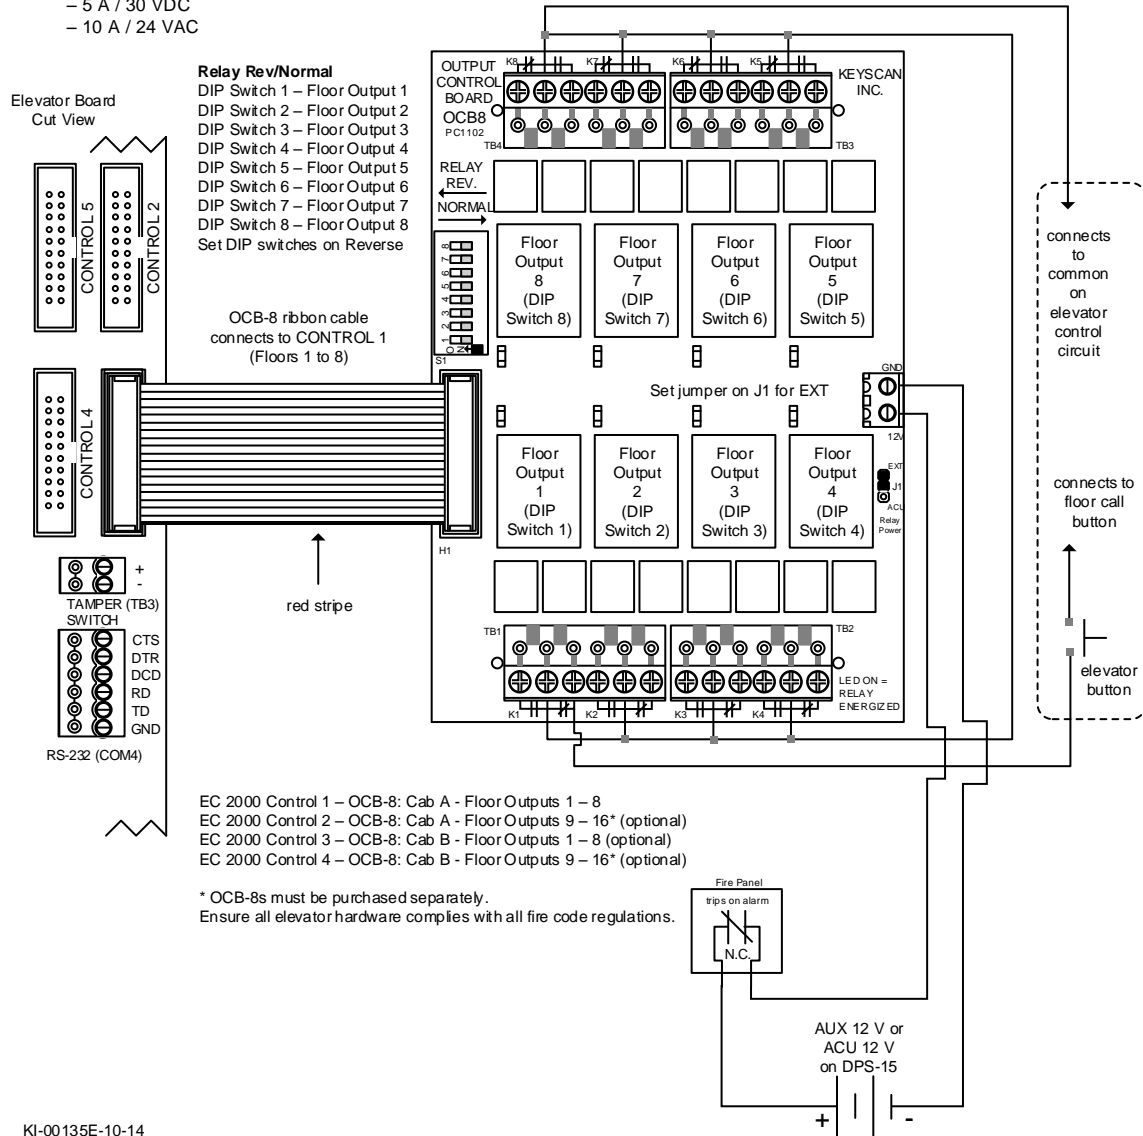 – 5 A / 30 VDC
– 10 A / 24 VAC
Relay Rev/Normal
DIP Switch 1 – Floor Output 1
DIP Switch 2 – Floor Output 2
DIP Switch 3 – Floor Output 3
DIP Switch 4 – Floor Output 4
DIP Switch 5 – Floor Output 5
DIP Switch 6 – Floor Output 6
DIP Switch 7 – Floor Output 7
DIP Switch 8 – Floor Output 8
Set DIP switches on Reverse
Elevator Board
Cut View
CONTROL 5
CONTROL 2
CONTROL 4
OCB-8 ribbon cable
connects to CONTROL 1
(Floors 1 to 8)
red stripe
+
-
TAMPER (TB3)
SWITCH
CTS
DTR
DCD
RD
TD
GND
RS-232 (COM4)
OUTPUT
CONTROL
BOARD
OCB8
PC1102
K8
K7
K6
K5
KEYSCAN
INC.
TB4
TB3
RELAY
REV.
NORMAL
8
7
6
5
4
3
2
1
ON
S1
Floor
Output
8
(DIP
Switch 8)
Floor
Output
7
(DIP
Switch 7)
Floor
Output
6
(DIP
Switch 6)
Floor
Output
5
(DIP
Switch 5)
Set jumper on J1 for EXT
GND
12V
Floor
Output
1
(DIP
Switch 1)
Floor
Output
2
(DIP
Switch 2)
Floor
Output
3
(DIP
Switch 3)
Floor
Output
4
(DIP
Switch 4)
EXT
J1
ACU
Relay
Power
H1
TB1
TB2
K1
K2
K3
K4
LED ON =
RELAY
ENERGIZED
connects
to
common
on
elevator
control
circuit
connects to
floor call
button
elevator
button
EC 2000 Control 1 – OCB-8: Cab A - Floor Outputs 1 – 8
EC 2000 Control 2 – OCB-8: Cab A - Floor Outputs 9 – 16* (optional)
EC 2000 Control 3 – OCB-8: Cab B - Floor Outputs 1 – 8 (optional)
EC 2000 Control 4 – OCB-8: Cab B - Floor Outputs 9 – 16* (optional)
* OCB-8s must be purchased separately.
Ensure all elevator hardware complies with all fire code regulations.
Fire Panel
trips on alarm
N.C.
AUX 12 V or
ACU 12 V
on DPS-15
+
-
KI-00135E-10-14